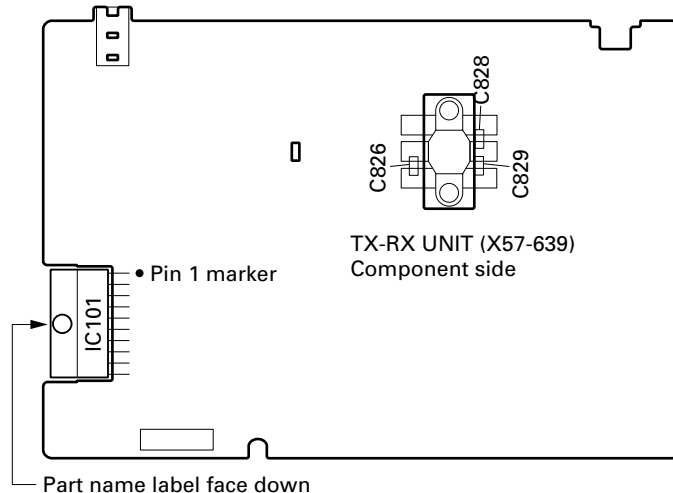 C828
C826
C829
TX-RX UNIT (X57-639)
Component side
• Pin 1 marker
IC101
Part name label face down